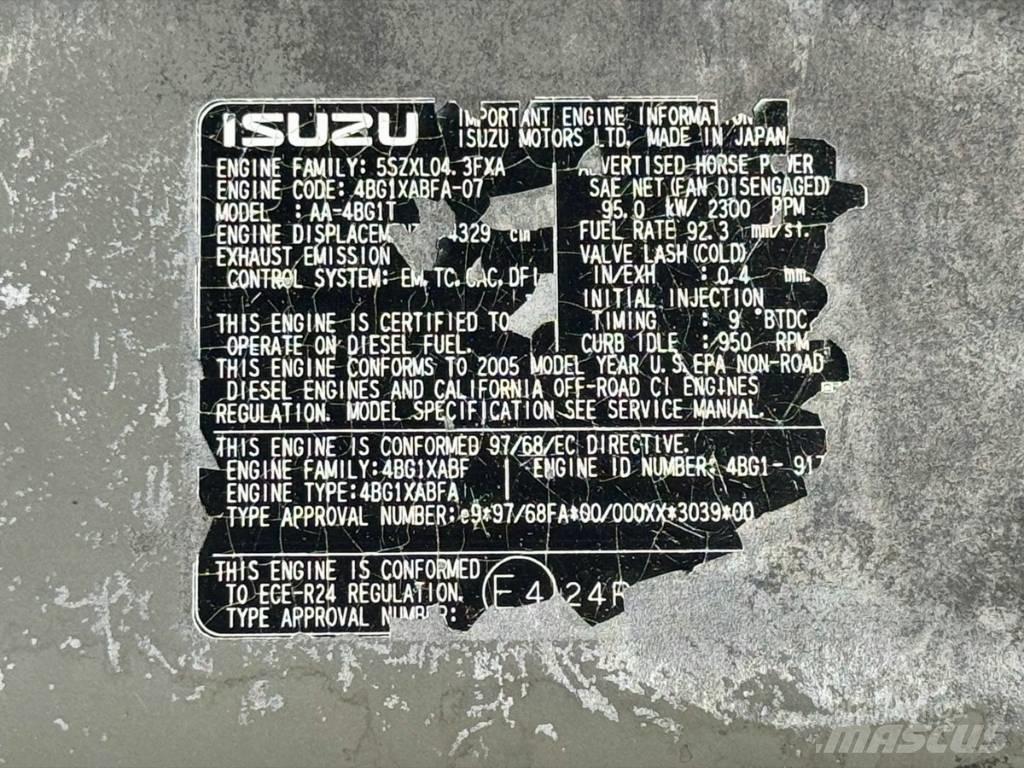 ISUZU
IMPORTANT ENGINE INFORMATION
ISUZU MOTORS LTD. MADE IN JAPAN
ENGINE FAMILY: 5SZXL04.3FXA
ENGINE CODE: 4BG1XABFA-07
MODEL : AA-4BG1T
ENGINE DISPLACEMEN 4329 cm
EXHAUST EMISSION
CONTROL SYSTEM: EM,TC,CAC,DFI
ADVERTISED HORSE POWER
SAE NET(FAN DISENGAGED)
95.0 kW/ 2300 RPM
FUEL RATE 92.3 mm/st.
VALVE LASH(COLD)
IN/EXH : 0.4 mm.
INITIAL INJECTION
TIMING : 9 °BTDC
CURB IDLE : 950 RPM
THIS ENGINE IS CERTIFIED TO
OPERATE ON DIESEL FUEL.
THIS ENGINE CONFORMS TO 2005 MODEL YEAR U.S.EPA NON-ROAD
DIESEL ENGINES AND CALIFORNIA OFF-ROAD CI ENGINES
REGULATION. MODEL SPECIFICATION SEE SERVICE MANUAL.
THIS ENGINE IS CONFORMED 97/68/EC DIRECTIVE.
ENGINE FAMILY:4BG1XABF
ENGINE ID NUMBER: 4BG1- 917
ENGINE TYPE:4BG1XABFA
TYPE APPROVAL NUMBER:e9*97/68FA*00/000XX*3039*00
THIS ENGINE IS CONFORMED
TO ECE-R24 REGULATION.
TYPE APPROVAL NUMBER:
E4 24R
MASCUS